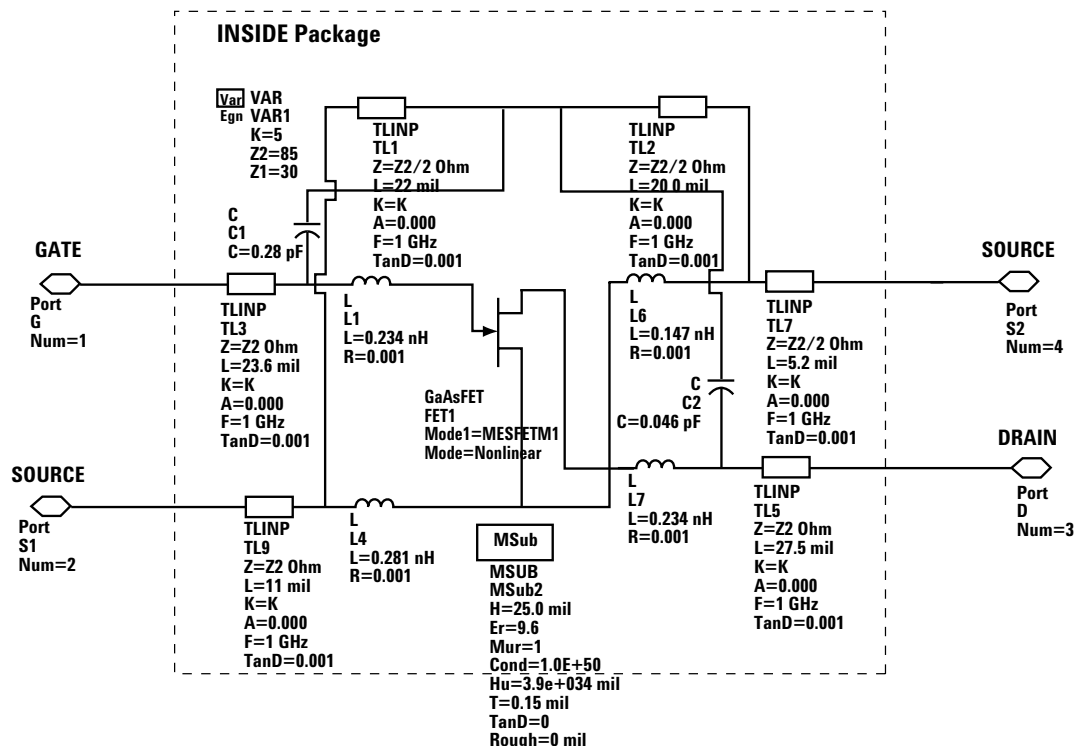 INSIDE Package
Var
Egn
VAR
VAR1
K=5
Z2=85
Z1=30
TLINP
TL1
Z=Z2/2 Ohm
L=22 mil
K=K
A=0.000
F=1 GHz
TanD=0.001
TLINP
TL2
Z=Z2/2 Ohm
L=20 0 mil
K=K
A=0.000
F=1 GHz
TanD=0.001
C
C1
C=0.28 pF
GATE
Port
G
Num=1
TLINP
TL3
Z=Z2 Ohm
L=23.6 mil
K=K
A=0.000
F=1 GHz
TanD=0.001
L
L1
L=0.234 nH
R=0.001
GaAsFET
FET1
Mode1=MESFETM1
Mode=Nonlinear
L
L6
L=0.147 nH
R=0.001
C
C2
C=0.046 pF
TLINP
TL7
Z=Z2/2 Ohm
L=5.2 mil
K=K
A=0.000
F=1 GHz
TanD=0.001
SOURCE
Port
S2
Num=4
SOURCE
Port
S1
Num=2
TLINP
TL9
Z=Z2 Ohm
L=11 mil
K=K
A=0.000
F=1 GHz
TanD=0.001
L
L4
L=0.281 nH
R=0.001
L
L7
L=0.234 nH
R=0.001
TLINP
TL5
Z=Z2 Ohm
L=27.5 mil
K=K
A=0.000
F=1 GHz
TanD=0.001
DRAIN
Port
D
Num=3
MSub
MSUB
MSub2
H=25.0 mil
Er=9.6
Mur=1
Cond=1.0E+50
Hu=3.9e+034 mil
T=0.15 mil
TanD=0
Rough=0 mil